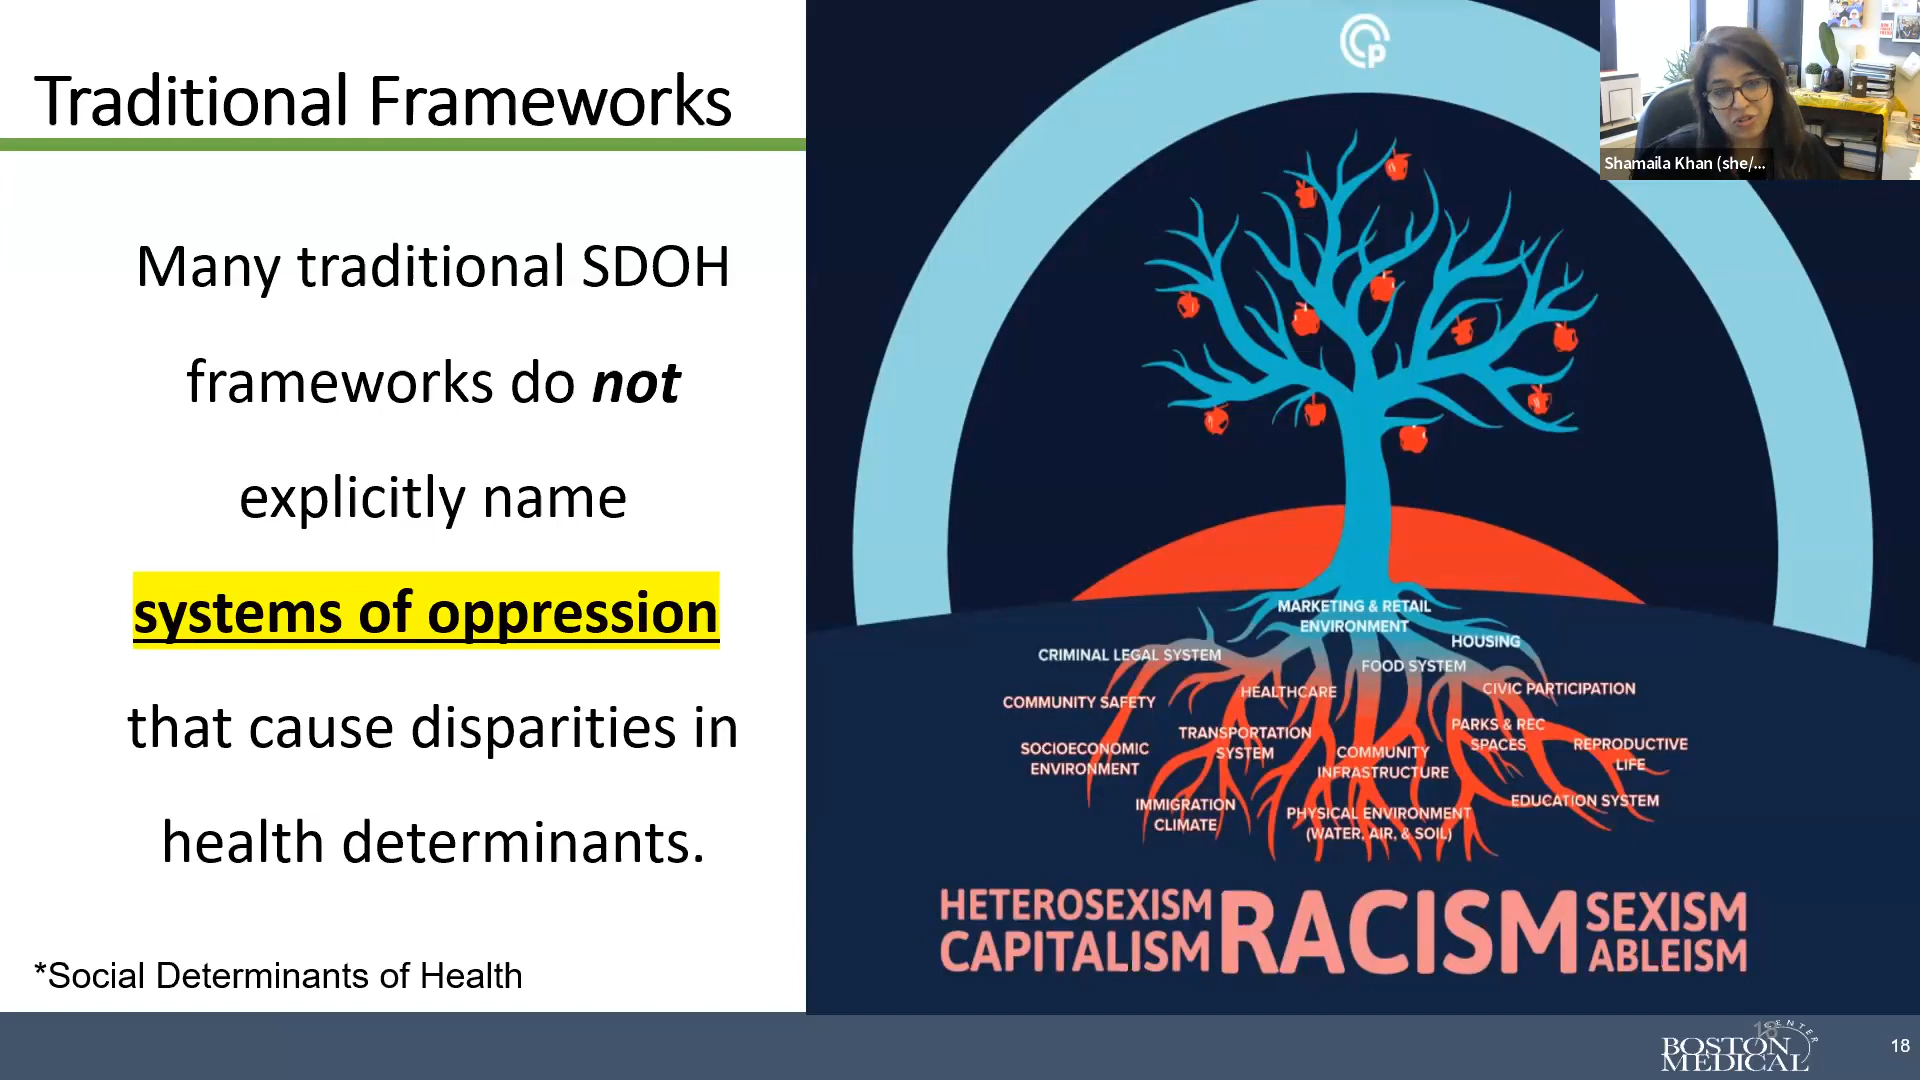 Traditional Frameworks
Many traditional SDOH
frameworks do not
explicitly name
systems of oppression
that cause disparities in
health determinants.
*Social Determinants of Health
p
Shamaila Khan (she/...
MARKETING & RETAIL
ENVIRONMENT
HOUSING
CRIMINAL LEGAL SYSTEM
FOOD SYSTEM
HEALTHCARE
CIVIC PARTICIPATION
COMMUNITY SAFETY
PARKS & REC
SPACES
TRANSPORTATION
SYSTEM
SOCIOECONOMIC
ENVIRONMENT
COMMUNITY
INFRASTRUCTURE
REPRODUCTIVE
LIFE
IMMIGRATION
CLIMATE
PHYSICAL ENVIRONMENT
(WATER, AIR, & SOIL)
EDUCATION SYSTEM
HETEROSEXISM
CAPITALISM
RACISM
SEXISM
ABLEISM
18
BOSTON
MEDICAL
CENTER
18